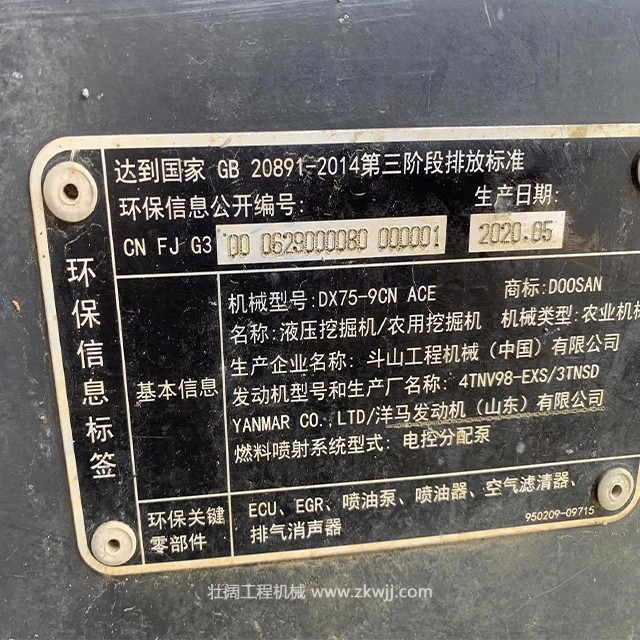 达到国家 GB 20891-2014第三阶段排放标准
环保信息公开编号:
生产日期:
CN FJ G3 00 0629000080 000001
2020.05
环保信息标签
基本信息
机械型号:DX75-9CN ACE 商标:DOOSAN
名称:液压挖掘机/农用挖掘机 机械类型:农业机械
生产企业名称: 斗山工程机械（中国）有限公司
发动机型号和生产厂名称: 4TNV98-EXS/3TNSD
YANMAR CO.,LTD/洋马发动机（山东）有限公司
燃料喷射系统型式: 电控分配泵
环保关键
零部件
ECU、EGR、喷油泵、喷油器、空气滤清器、
排气消声器
950209-09715
壮阔工程机械 www.zkwjj.com